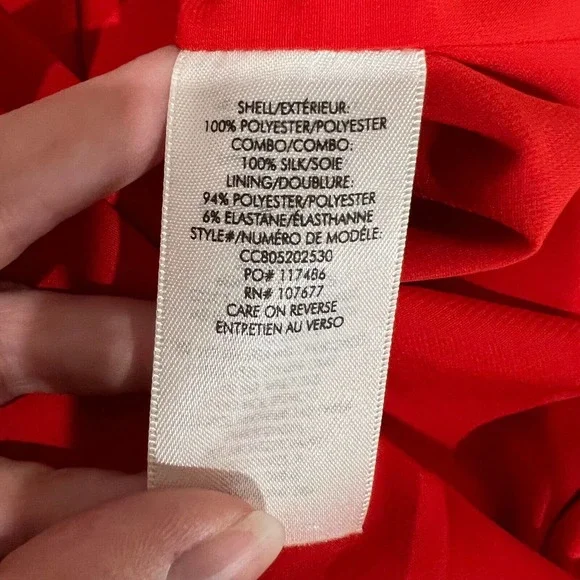 SHELL/EXTÉRIEUR:
100% POLYESTER/POLYESTER
COMBO/COMBO:
100% SILK/SOIE
LINING/DOUBLURE:
94% POLYESTER/POLYESTER
6% ELASTANE/ÉLASTHANNE
STYLE#/NUMÉRO DE MODÈLE:
CC805202530
PO# 117486
RN# 107677
CARE ON REVERSE
ENTRETIEN AU VERSO